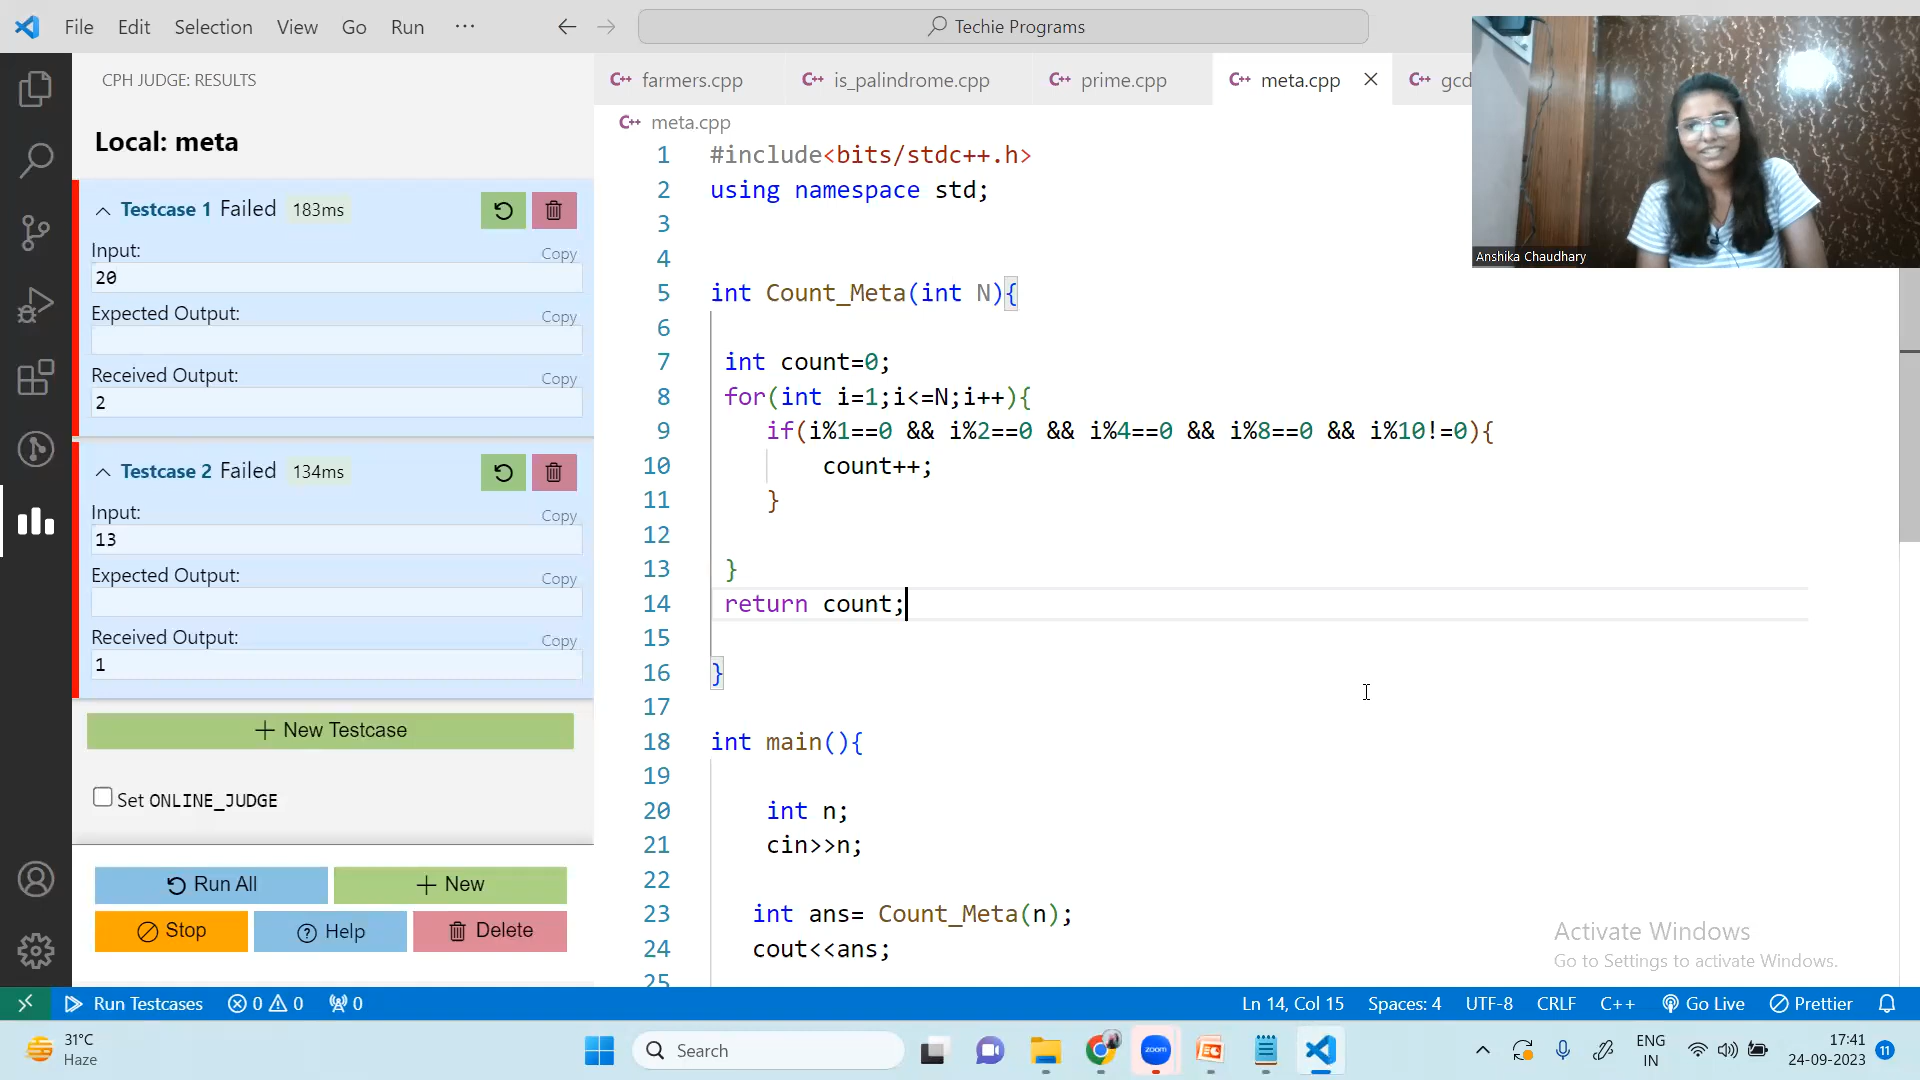 File Edit Selection View Go Run ···
Techie Programs
CPH JUDGE: RESULTS
Local: meta
Testcase 1 Failed 183ms
Input:
Copy
20
Expected Output:
Copy
Received Output:
Copy
2
Testcase 2 Failed 134ms
Input:
Copy
13
Expected Output:
Copy
Received Output:
Copy
1
+ New Testcase
Set ONLINE_JUDGE
Run All
+ New
Stop
Help
Delete
farmers.cpp is_palindrome.cpp prime.cpp meta.cpp gcd
meta.cpp
1 #include<bits/stdc++.h>
2 using namespace std;
3
4
5 int Count_Meta(int N){
6
7 int count=0;
8 for(int i=1;i<=N;i++){
9 if(i%1==0 && i%2==0 && i%4==0 && i%8==0 && i%10!=0){
10 count++;
11 }
12
13 }
14 return count;
15
16 }
17
18 int main(){
19
20 int n;
21 cin>>n;
22
23 int ans= Count_Meta(n);
24 cout<<ans;
25
Anshika Chaudhary
Activate Windows
Go to Settings to activate Windows.
Run Testcases 0 0 0
Ln 14, Col 15 Spaces: 4 UTF-8 CRLF C++ Go Live Prettier
31°C
Haze
Search
zoom
ENG
IN
17:41
24-09-2023
11